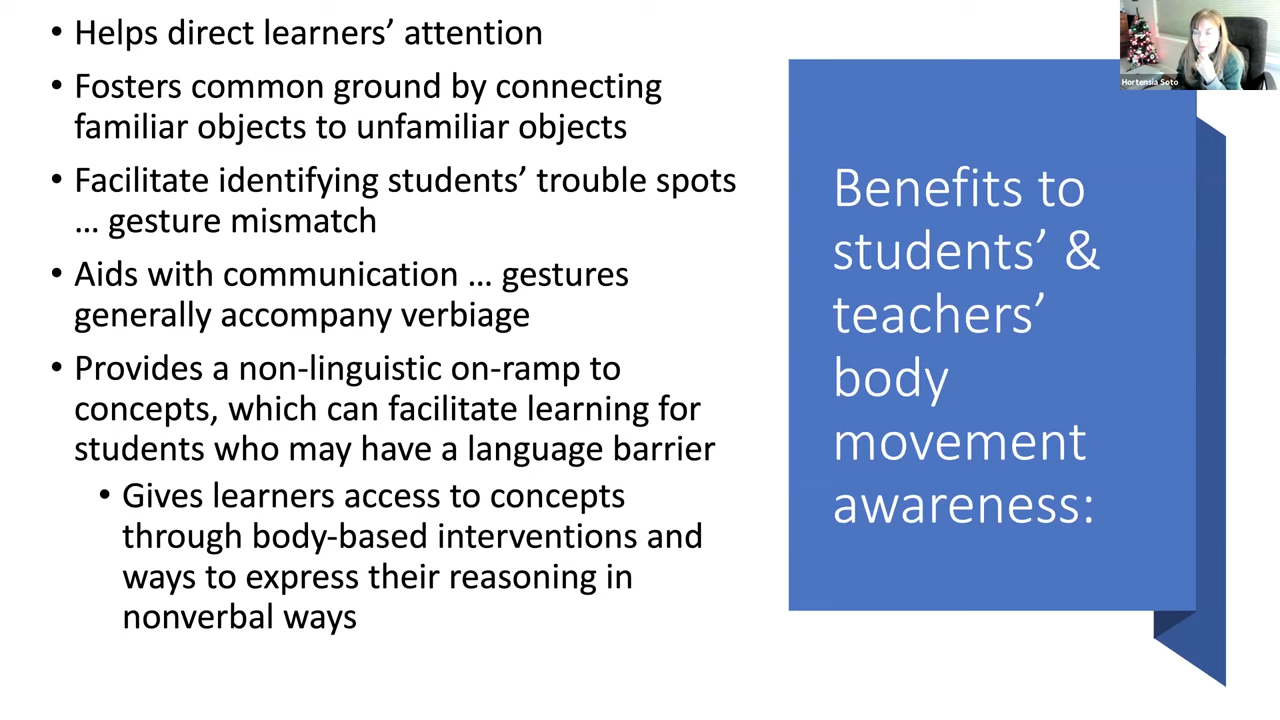 • Helps direct learners’ attention
• Fosters common ground by connecting
familiar objects to unfamiliar objects
• Facilitate identifying students’ trouble spots
… gesture mismatch
• Aids with communication … gestures
generally accompany verbiage
• Provides a non-linguistic on-ramp to
concepts, which can facilitate learning for
students who may have a language barrier
• Gives learners access to concepts
through body-based interventions and
ways to express their reasoning in
nonverbal ways
Benefits to
students’ &
teachers’
body
movement
awareness:
Hortensia Soto